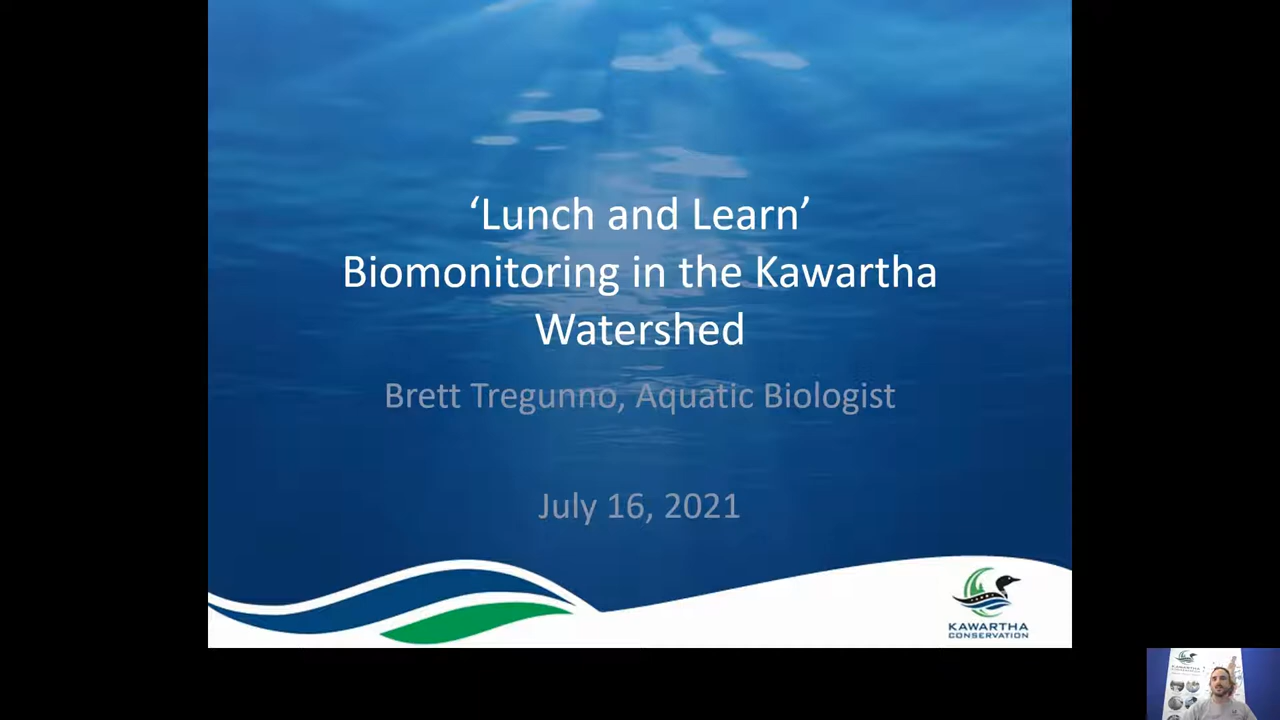 ‘Lunch and Learn’
Biomonitoring in the Kawartha
Watershed
Brett Tregunno, Aquatic Biologist
July 16, 2021
KAWARTHA
CONSERVATION